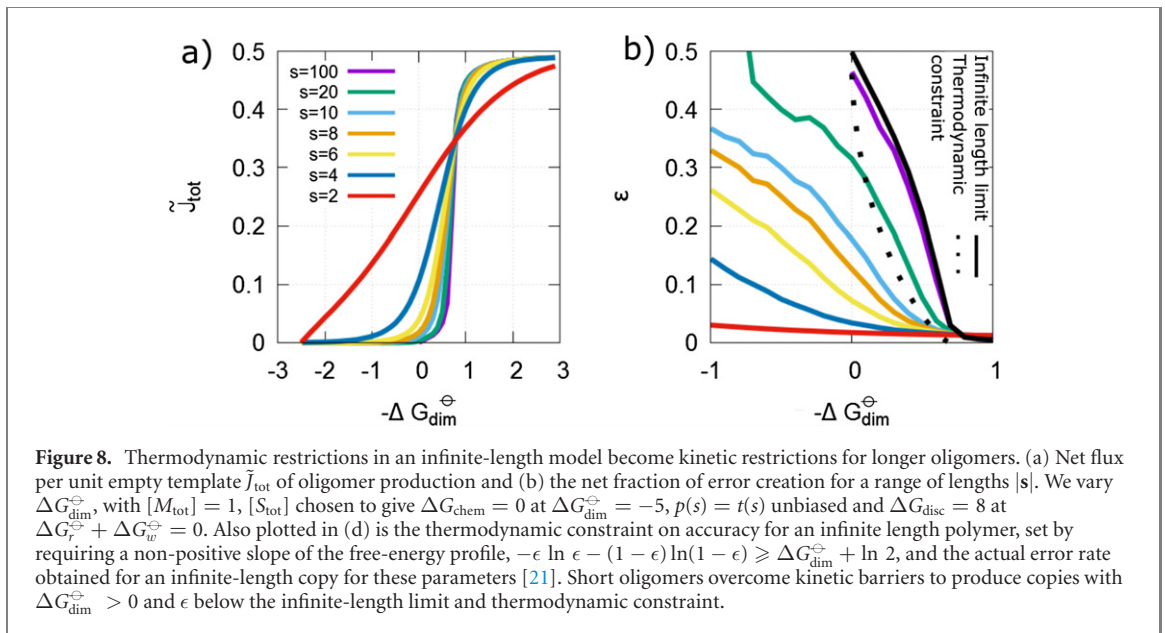 a)
0.5
0.4
0.3
0.2
0.1
0
s=100
s=20
s=10
s=8
s=6
s=4
s=2
J̃tot
-3 -2 -1 0 1 2 3
-Δ G⊖dim
b)
0.5
0.4
0.3
0.2
0.1
0
ε
Infinite length limit
Thermodynamic
constraint
-1 0 1
-Δ G⊖dim
Figure 8. Thermodynamic restrictions in an infinite-length model become kinetic restrictions for longer oligomers. (a) Net flux
per unit empty template J̃tot of oligomer production and (b) the net fraction of error creation for a range of lengths |s|. We vary
ΔG⊖dim, with [Mtot] = 1, [Stot] chosen to give ΔGchem = 0 at ΔG⊖dim = −5, p(s) = t(s) unbiased and ΔGdisc = 8 at
ΔG⊖r + ΔG⊖w = 0. Also plotted in (d) is the thermodynamic constraint on accuracy for an infinite length polymer, set by
requiring a non-positive slope of the free-energy profile, −ϵ ln ϵ − (1 − ϵ)ln(1 − ϵ) ⩾ ΔG⊖dim + ln 2, and the actual error rate
obtained for an infinite-length copy for these parameters [21]. Short oligomers overcome kinetic barriers to produce copies with
ΔG⊖dim > 0 and ϵ below the infinite-length limit and thermodynamic constraint.